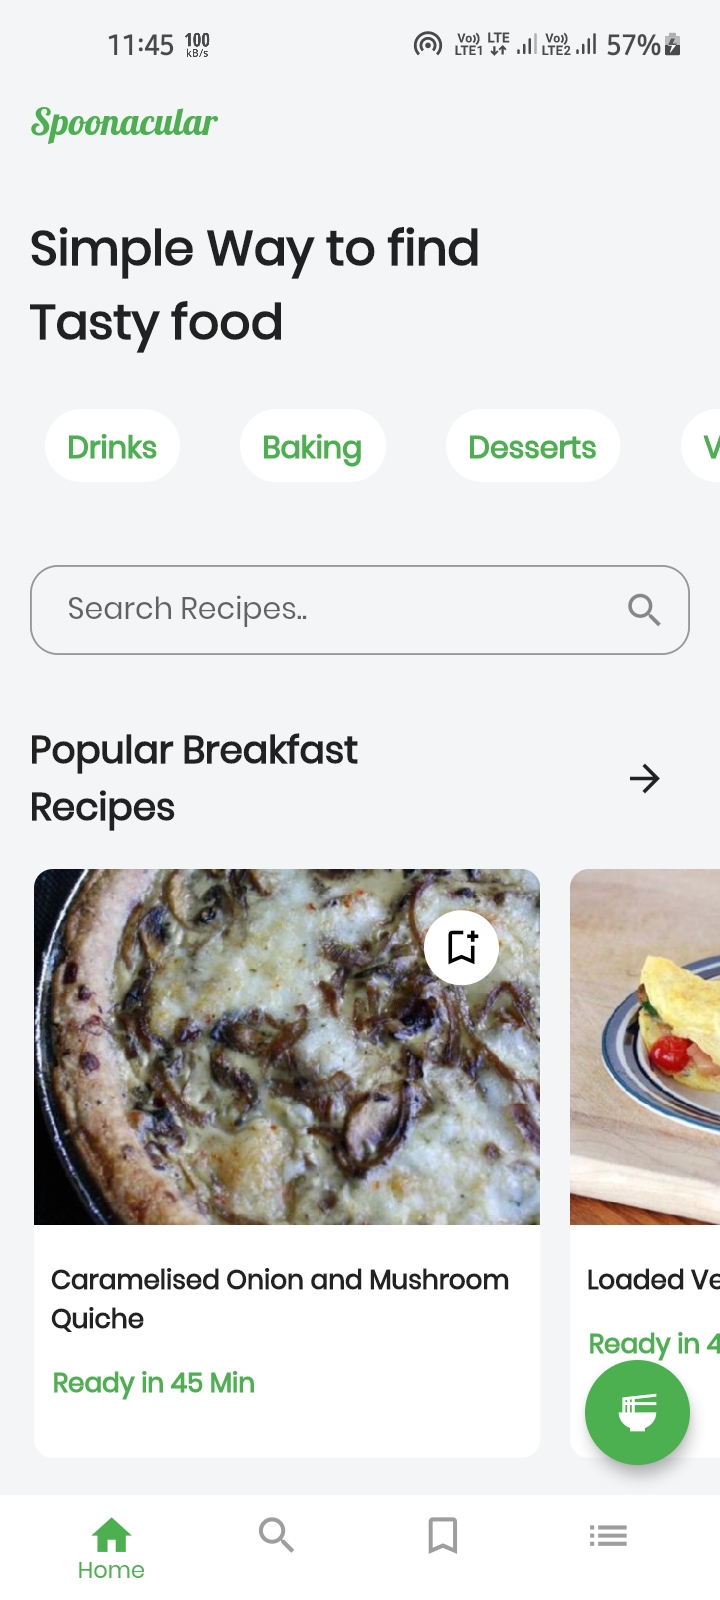 11:45 100 kB/s Vo)) LTE1 LTE Vo)) LTE2 57%
Spoonacular
Simple Way to find
Tasty food
Drinks Baking Desserts V
Search Recipes..
Popular Breakfast
Recipes
Caramelised Onion and Mushroom
Quiche
Ready in 45 Min
Loaded Ve
Ready in 4
Home